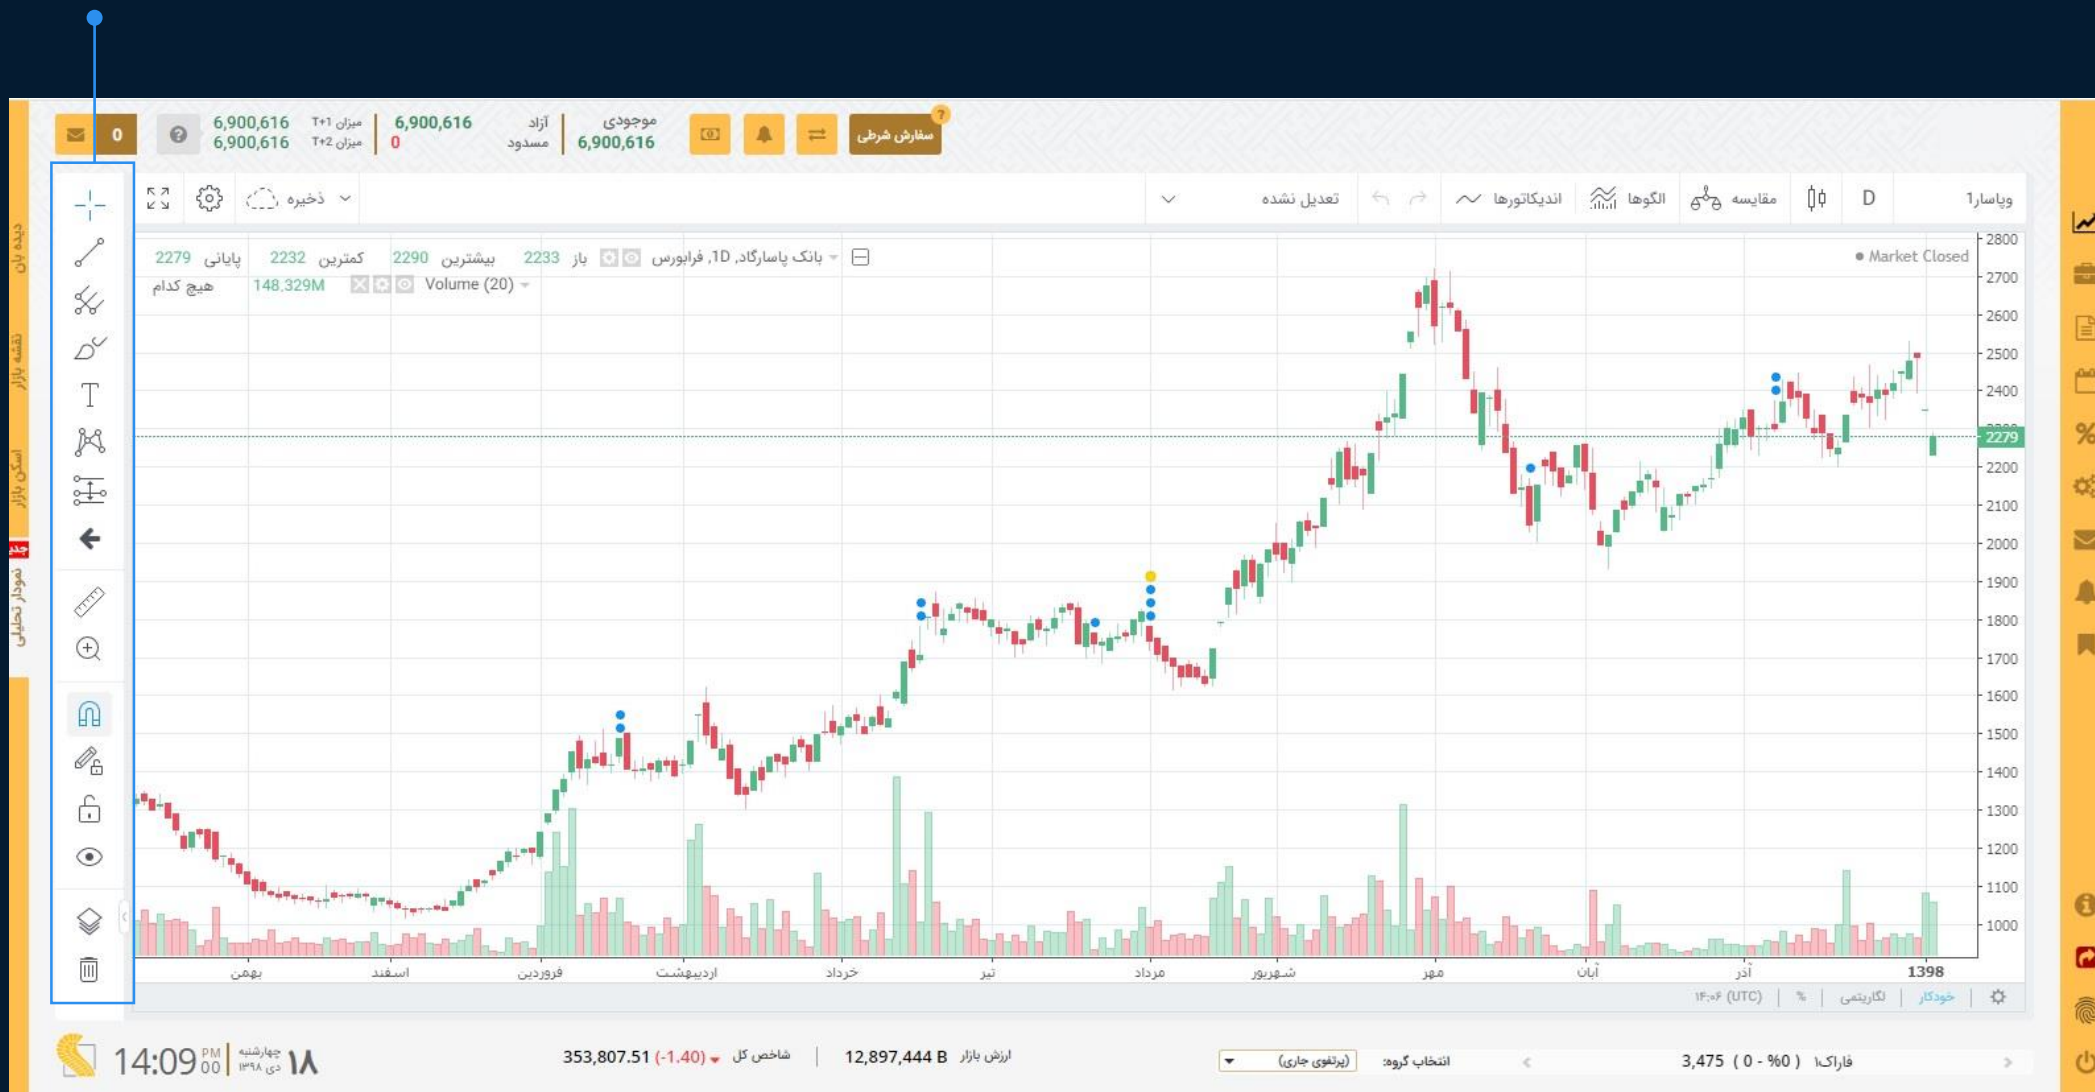 سفارش شرطی
?
موجودی
6,900,616
آزاد 6,900,616
مسدود 0
میزان T+1 6,900,616
میزان T+2 6,900,616
?
0
وپاسار1
D
مقایسه
الگوها
اندیکاتورها
تعدیل نشده
ذخیره
بانک پاسارگاد, 1D, فرابورس باز 2233 بیشترین 2290 کمترین 2232 پایانی 2279
Volume (20) 148.329M هیچ کدام
Market Closed
2800
2700
2600
2500
2400
2279
2200
2100
2000
1900
1800
1700
1600
1500
1400
1300
1200
1100
1000
بهمن اسفند فروردین اردیبهشت خرداد تیر مرداد شهریور مهر آبان آذر 1398
خودکار لگاریتمی % ۱۴:۰۶ (UTC)
دیده بان
نقشه بازار
اسکن بازار
جدید
نمودار تحلیلی
T
فاراک1 ( 0 - %0 ) 3,475
انتخاب گروه: (پرتفوی جاری)
ارزش بازار 12,897,444 B
شاخص کل 353,807.51 (-1.40)
۱۸ چهارشنبه
دی ۱۳۹۸
14:09 PM
00